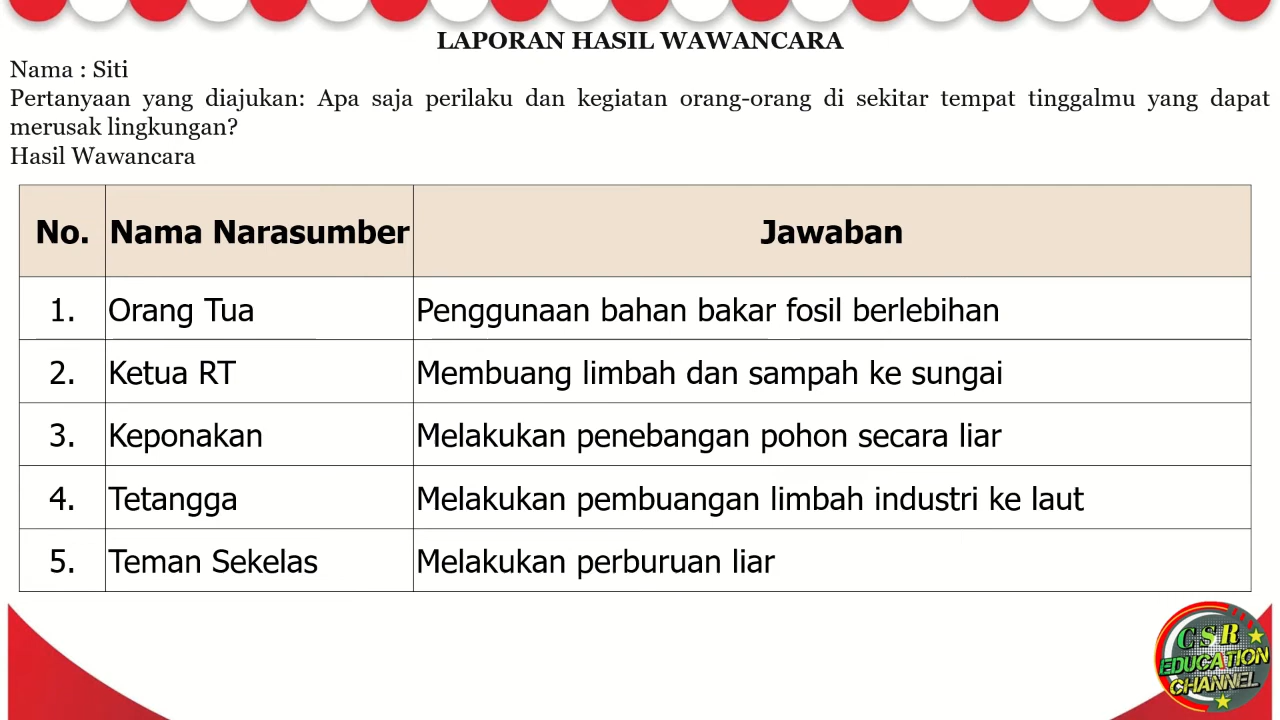 LAPORAN HASIL WAWANCARA
Nama : Siti
Pertanyaan yang diajukan: Apa saja perilaku dan kegiatan orang-orang di sekitar tempat tinggalmu yang dapat
merusak lingkungan?
Hasil Wawancara
No. Nama Narasumber Jawaban
1. Orang Tua Penggunaan bahan bakar fosil berlebihan
2. Ketua RT Membuang limbah dan sampah ke sungai
3. Keponakan Melakukan penebangan pohon secara liar
4. Tetangga Melakukan pembuangan limbah industri ke laut
5. Teman Sekelas Melakukan perburuan liar
CSR
EDUCATION
CHANNEL